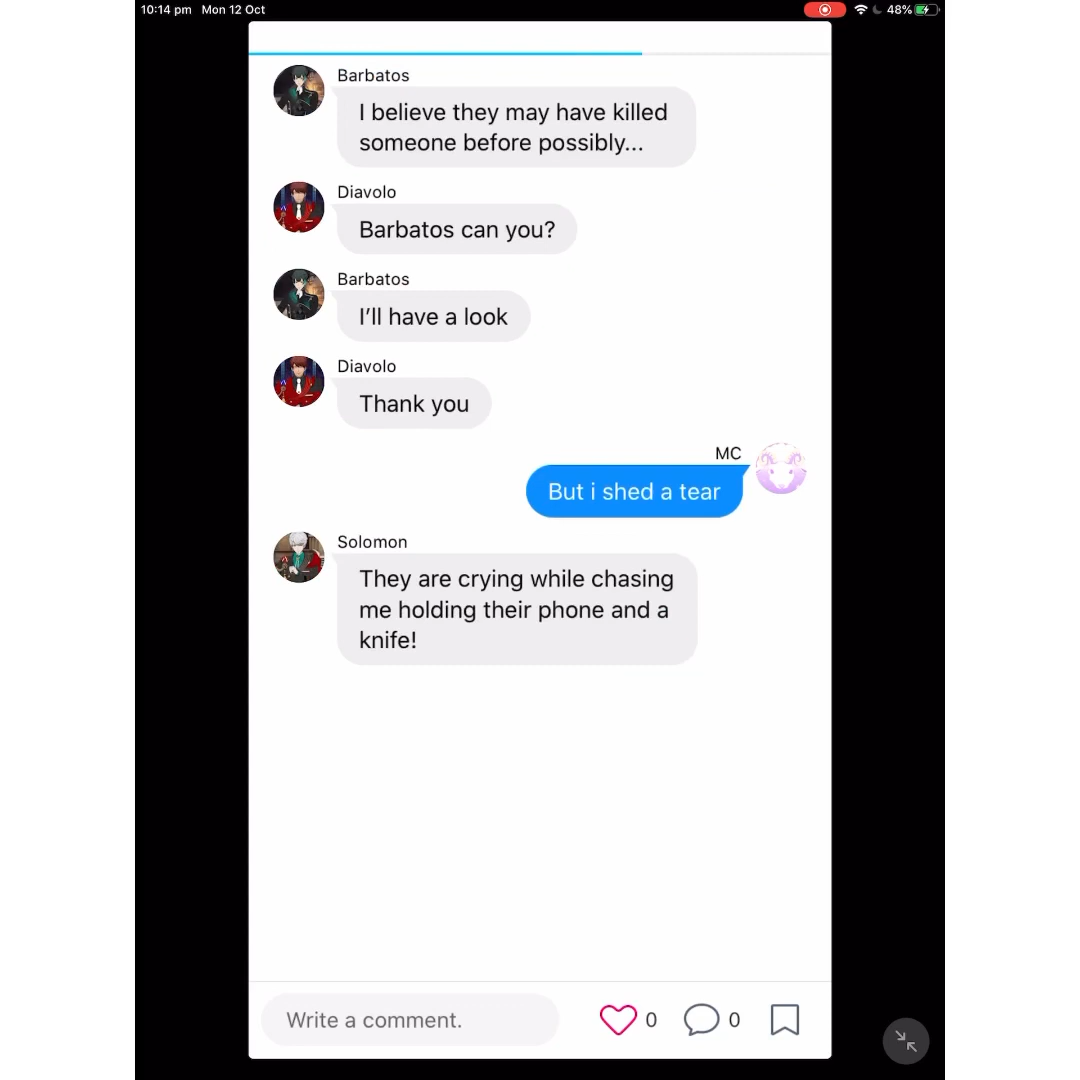 10:14 pm Mon 12 Oct
48%
Barbatos
I believe they may have killed
someone before possibly...
Diavolo
Barbatos can you?
Barbatos
I’ll have a look
Diavolo
Thank you
MC
But i shed a tear
Solomon
They are crying while chasing
me holding their phone and a
knife!
Write a comment.
0
0